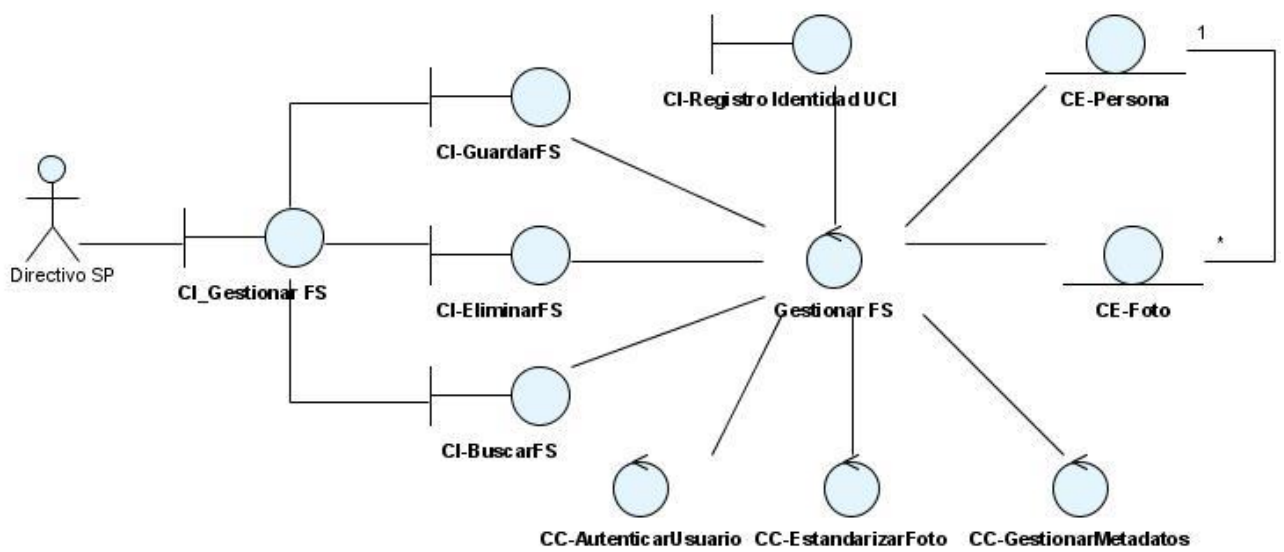 1
CI-Registro Identidad UCI
CE-Persona
CI-GuardarFS
*
Directivo SP
CI_Gestionar FS
CI-EliminarFS
Gestionar FS
CE-Foto
CI-BuscarFS
CC-AutenticarUsuario
CC-EstandarizarFoto
CC-GestionarMetadatos